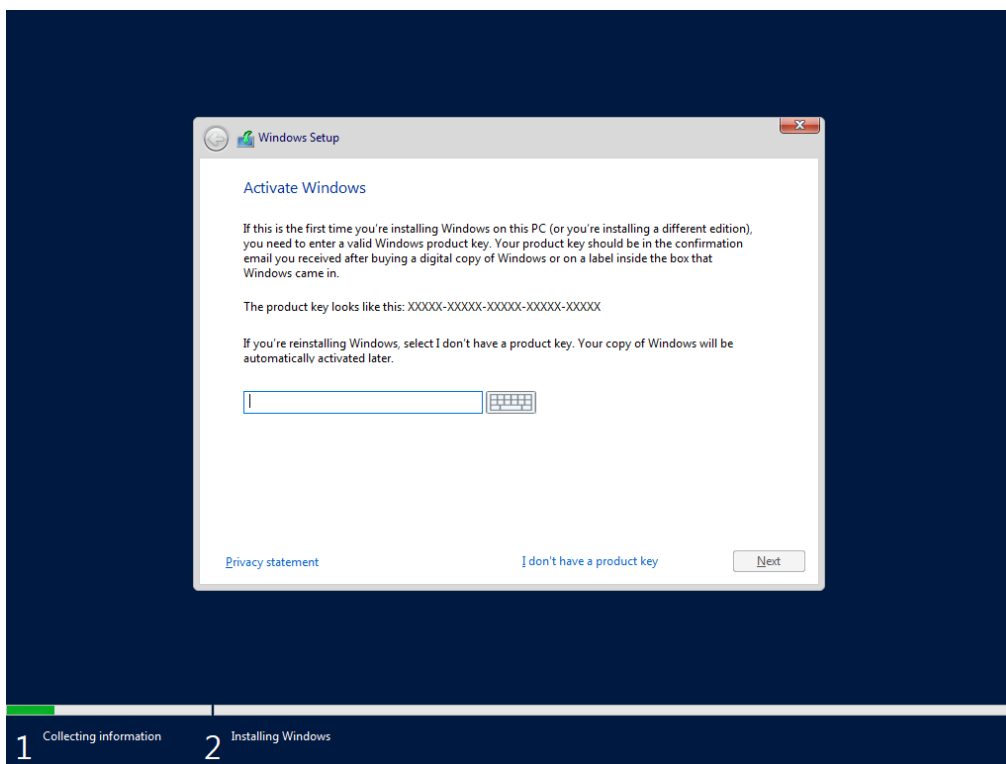 Windows Setup
Activate Windows
If this is the first time you're installing Windows on this PC (or you're installing a different edition),
you need to enter a valid Windows product key. Your product key should be in the confirmation
email you received after buying a digital copy of Windows or on a label inside the box that
Windows came in.
The product key looks like this: XXXXX-XXXXX-XXXXX-XXXXX-XXXXX
If you're reinstalling Windows, select I don't have a product key. Your copy of Windows will be
automatically activated later.
Privacy statement
I don't have a product key
Next
1 Collecting information
2 Installing Windows